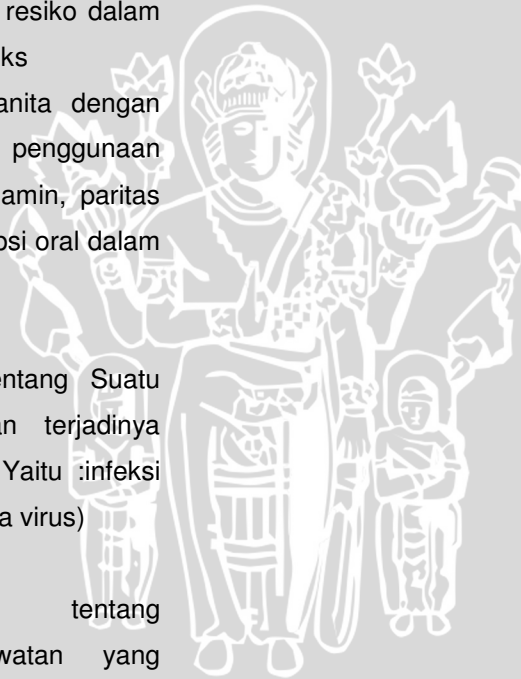 resiko dalam
ks
anita dengan
penggunaan
amin, paritas
psi oral dalam
entang Suatu
an terjadinya
Yaitu :infeksi
a virus)
tentang
watan yang